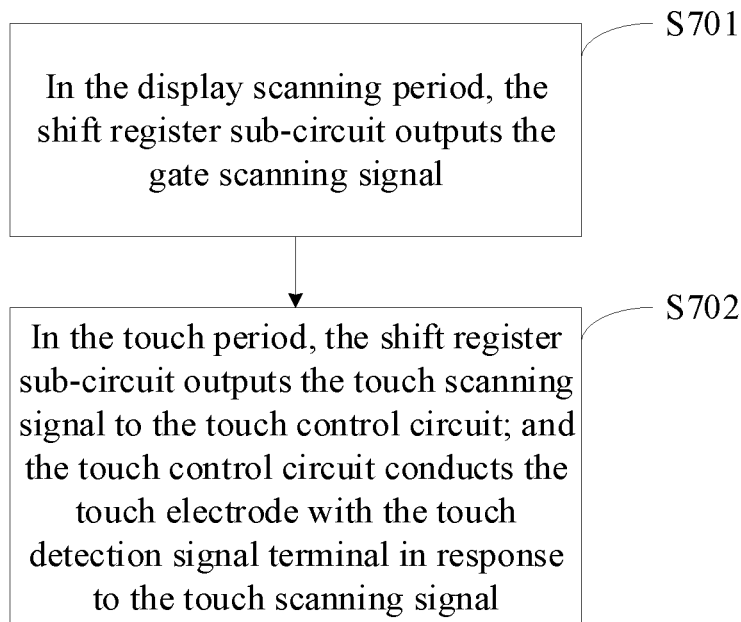 S701
In the display scanning period, the
shift register sub-circuit outputs the
gate scanning signal
S702
In the touch period, the shift register
sub-circuit outputs the touch scanning
signal to the touch control circuit; and
the touch control circuit conducts the
touch electrode with the touch
detection signal terminal in response
to the touch scanning signal